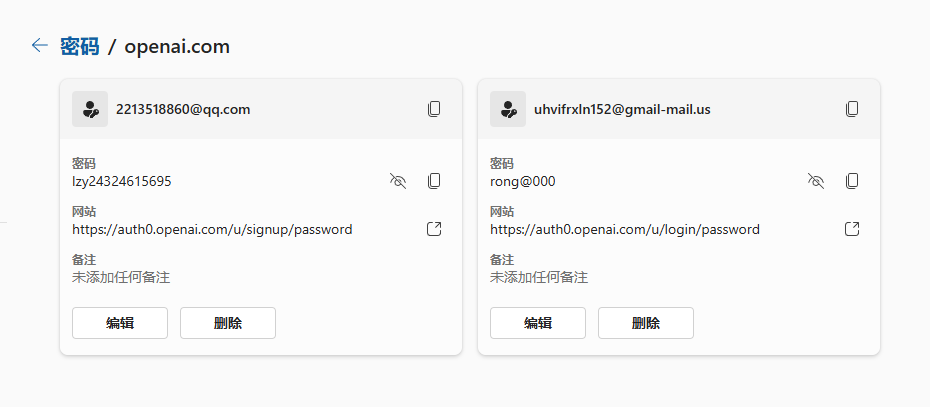 密码 / openai.com
2213518860@qq.com
密码
lzy24324615695
网站
https://auth0.openai.com/u/signup/password
备注
未添加任何备注
编辑
删除
uhvifrxln152@gmail-mail.us
密码
rong@000
网站
https://auth0.openai.com/u/login/password
备注
未添加任何备注
编辑
删除